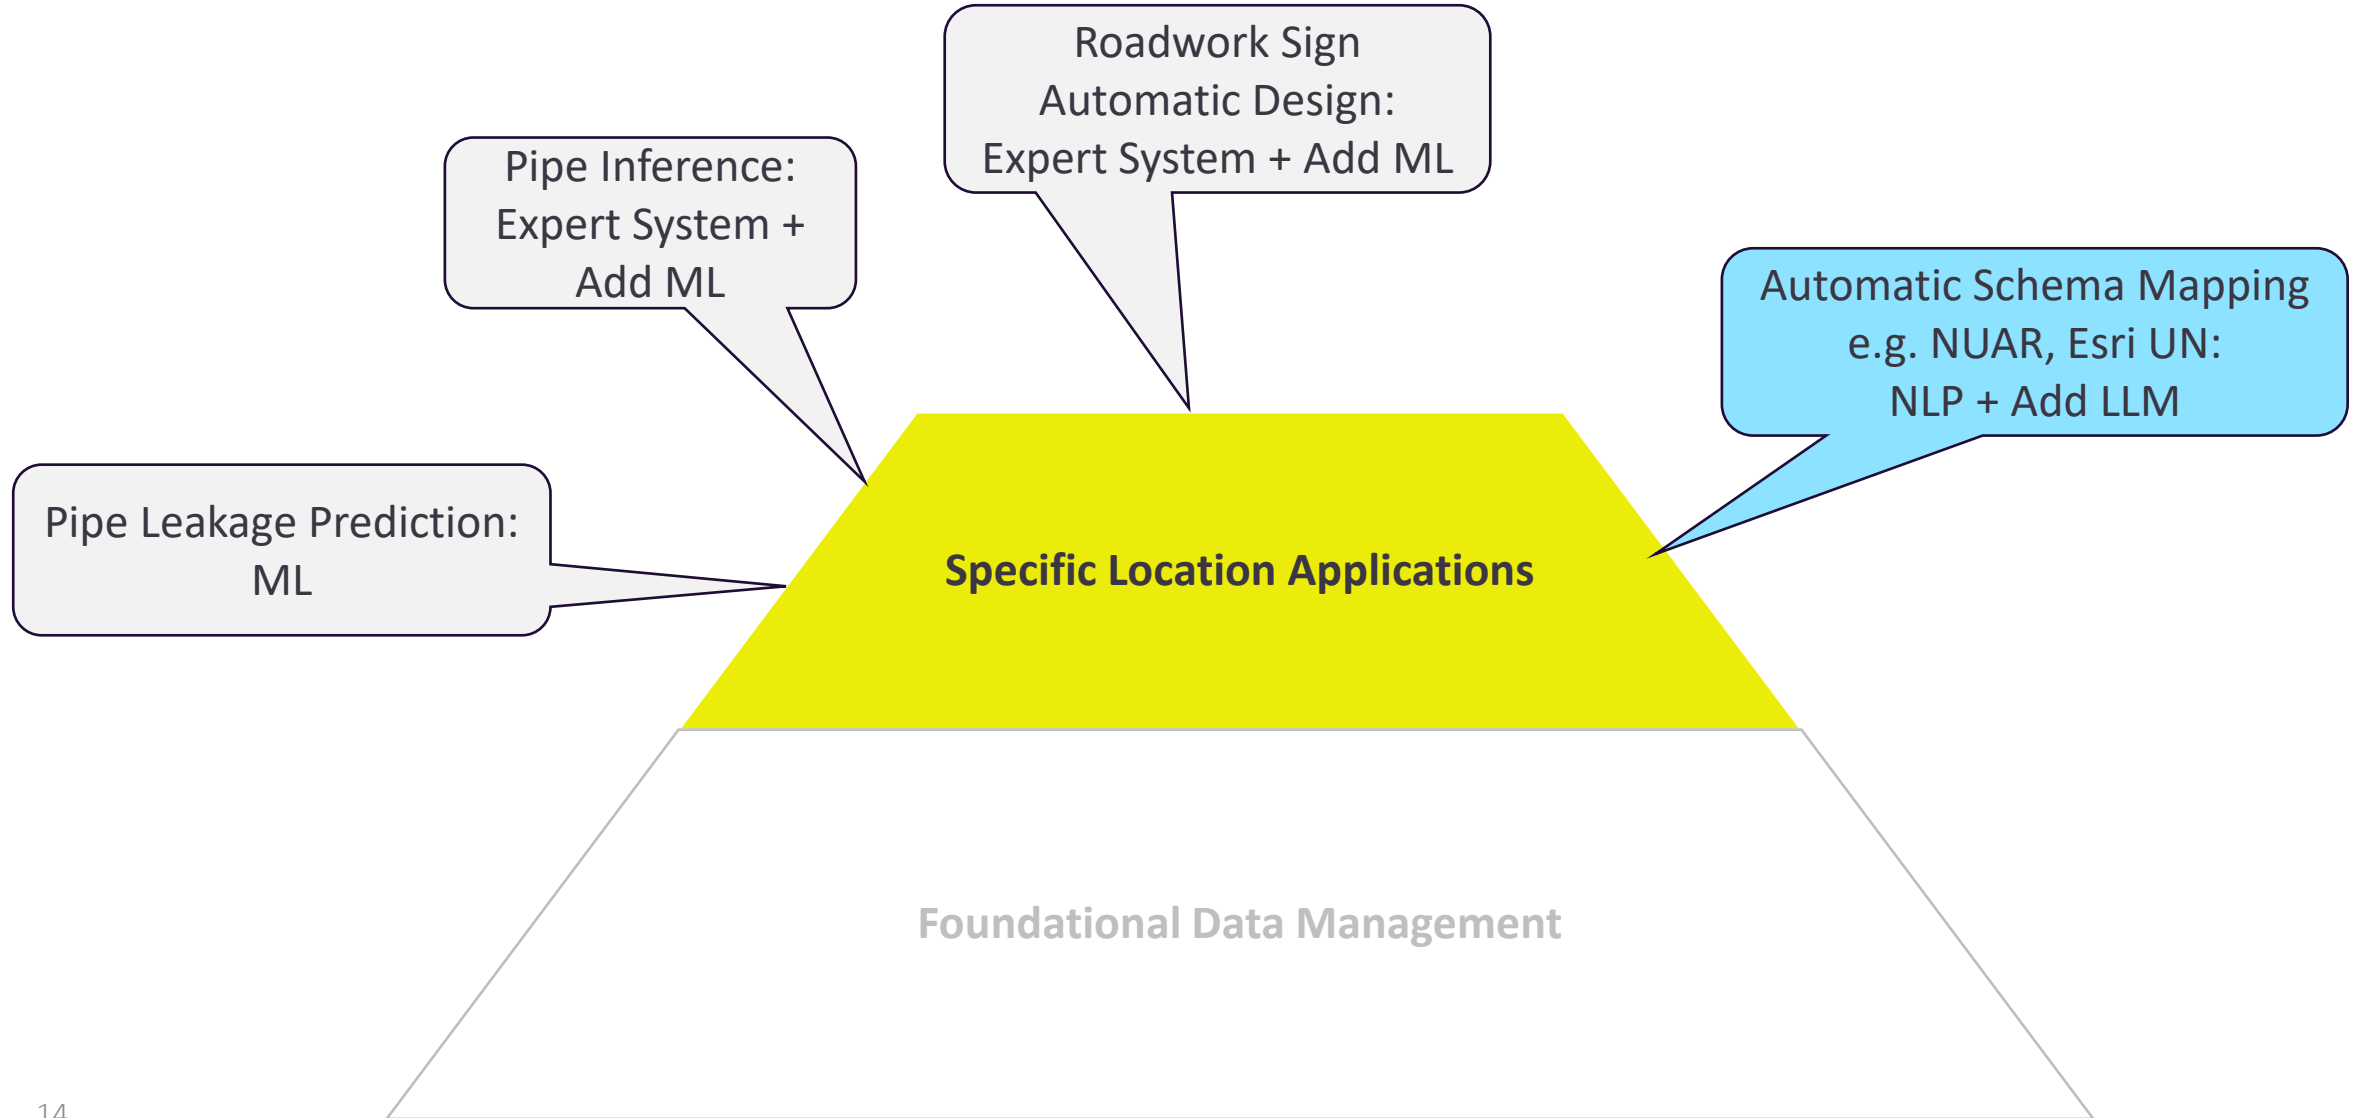 Roadwork Sign
Automatic Design:
Expert System + Add ML
Pipe Inference:
Expert System +
Add ML
Automatic Schema Mapping
e.g. NUAR, Esri UN:
NLP + Add LLM
Pipe Leakage Prediction:
ML
Specific Location Applications
Foundational Data Management
14